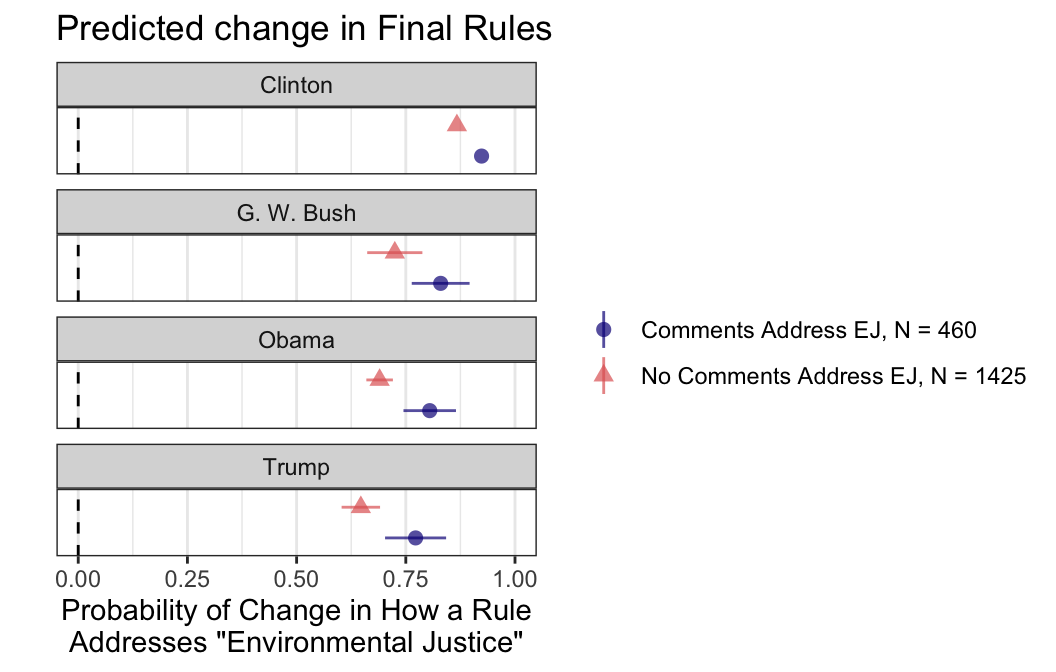 Predicted change in Final Rules
Clinton
G. W. Bush
Obama
Trump
0.00 0.25 0.50 0.75 1.00
Probability of Change in How a Rule
Addresses "Environmental Justice"
Comments Address EJ, N = 460
No Comments Address EJ, N = 1425